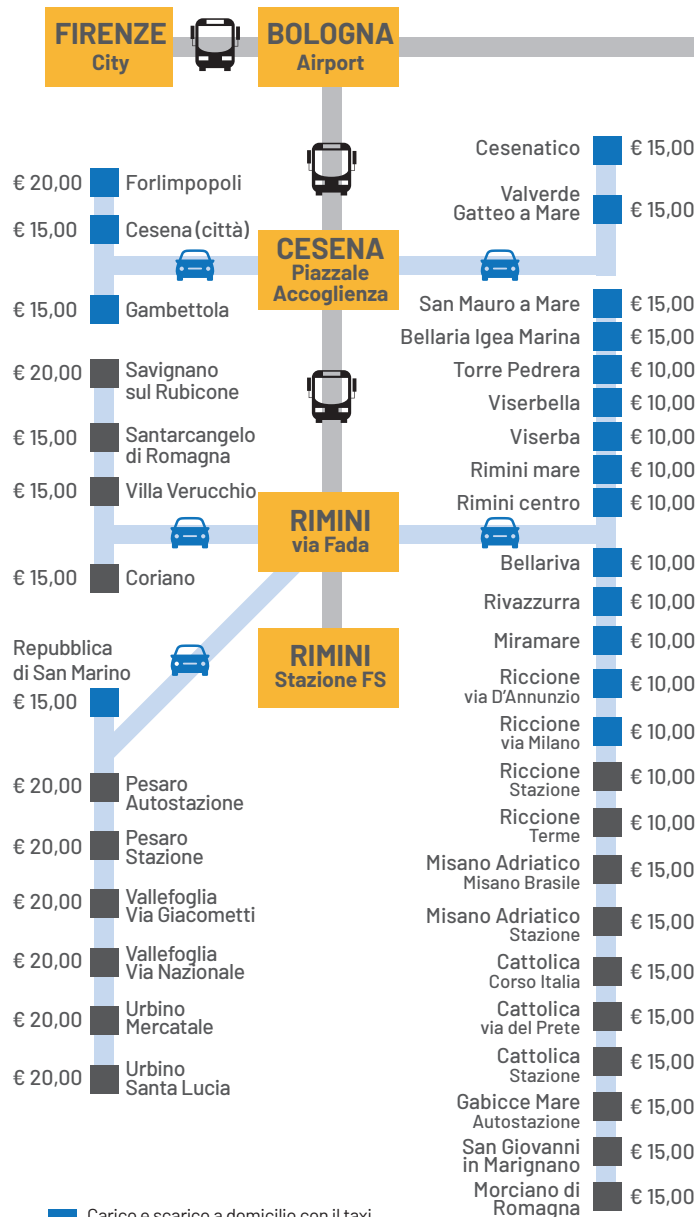 FIRENZE
City
BOLOGNA
Airport
€ 20,00 Forlimpopoli
€ 15,00 Cesena (città)
€ 15,00 Gambettola
CESENA
Piazzale
Accoglienza
Cesenatico € 15,00
Valverde
Gatteo a Mare € 15,00
San Mauro a Mare € 15,00
Bellaria Igea Marina € 15,00
Torre Pedrera € 10,00
Viserbella € 10,00
Viserba € 10,00
Rimini mare € 10,00
Rimini centro € 10,00
€ 20,00 Savignano
sul Rubicone
€ 15,00 Santarcangelo
di Romagna
€ 15,00 Villa Verucchio
€ 15,00 Coriano
RIMINI
via Fada
RIMINI
Stazione FS
Bellariva € 10,00
Rivazzurra € 10,00
Miramare € 10,00
Riccione
via D'Annunzio € 10,00
Riccione
via Milano € 10,00
Riccione
Stazione € 10,00
Riccione
Terme € 10,00
Misano Adriatico
Misano Brasile € 15,00
Misano Adriatico
Stazione € 15,00
Cattolica
Corso Italia € 15,00
Cattolica
via del Prete € 15,00
Cattolica
Stazione € 15,00
Gabicce Mare
Autostazione € 15,00
San Giovanni
in Marignano € 15,00
Morciano di
Romagna € 15,00
Repubblica
di San Marino
€ 15,00
€ 20,00 Pesaro
Autostazione
€ 20,00 Pesaro
Stazione
€ 20,00 Vallefoglia
Via Giacometti
€ 20,00 Vallefoglia
Via Nazionale
€ 20,00 Urbino
Mercatale
€ 20,00 Urbino
Santa Lucia
Carico e scarico a domicilio con il taxi